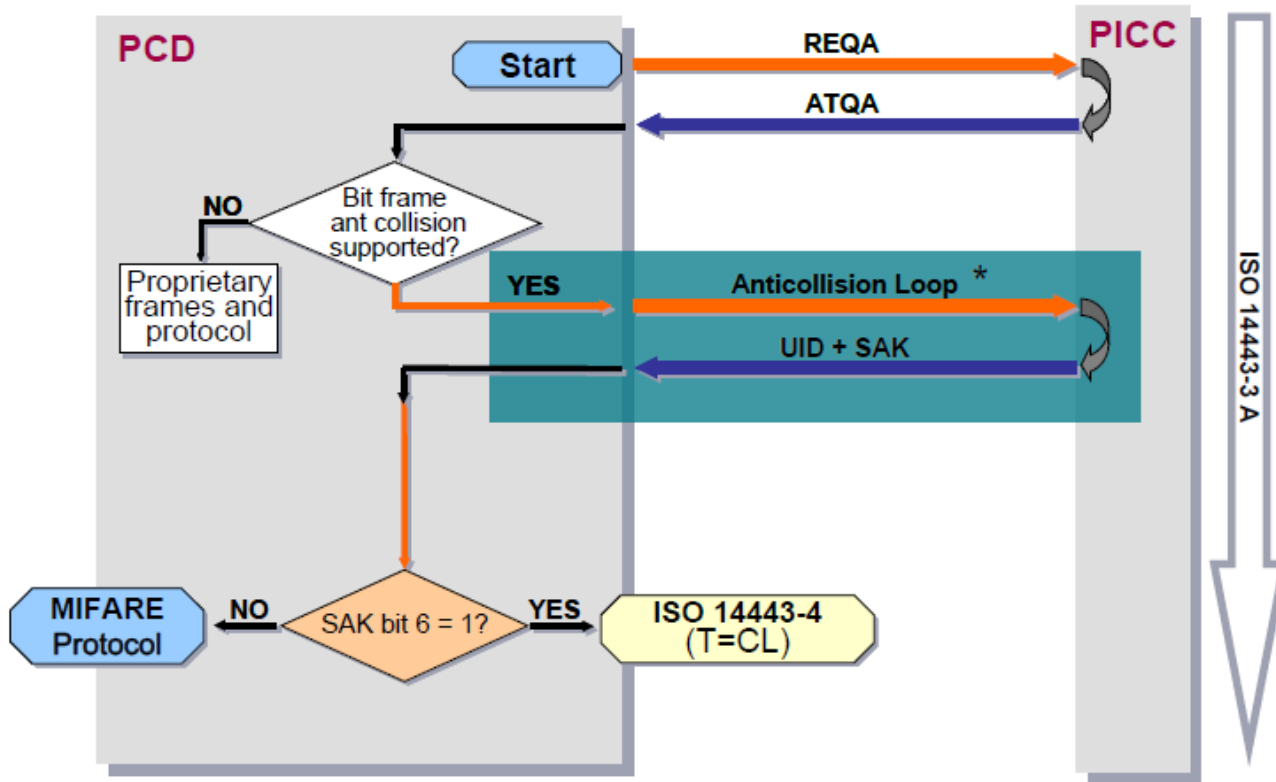 PCD
PICC
Start
REQA
ATQA
Bit frame
ant collision
supported?
NO
Proprietary
frames and
protocol
YES
Anticollision Loop *
UID + SAK
ISO 14443-3 A
SAK bit 6 = 1?
NO
MIFARE
Protocol
YES
ISO 14443-4
(T=CL)